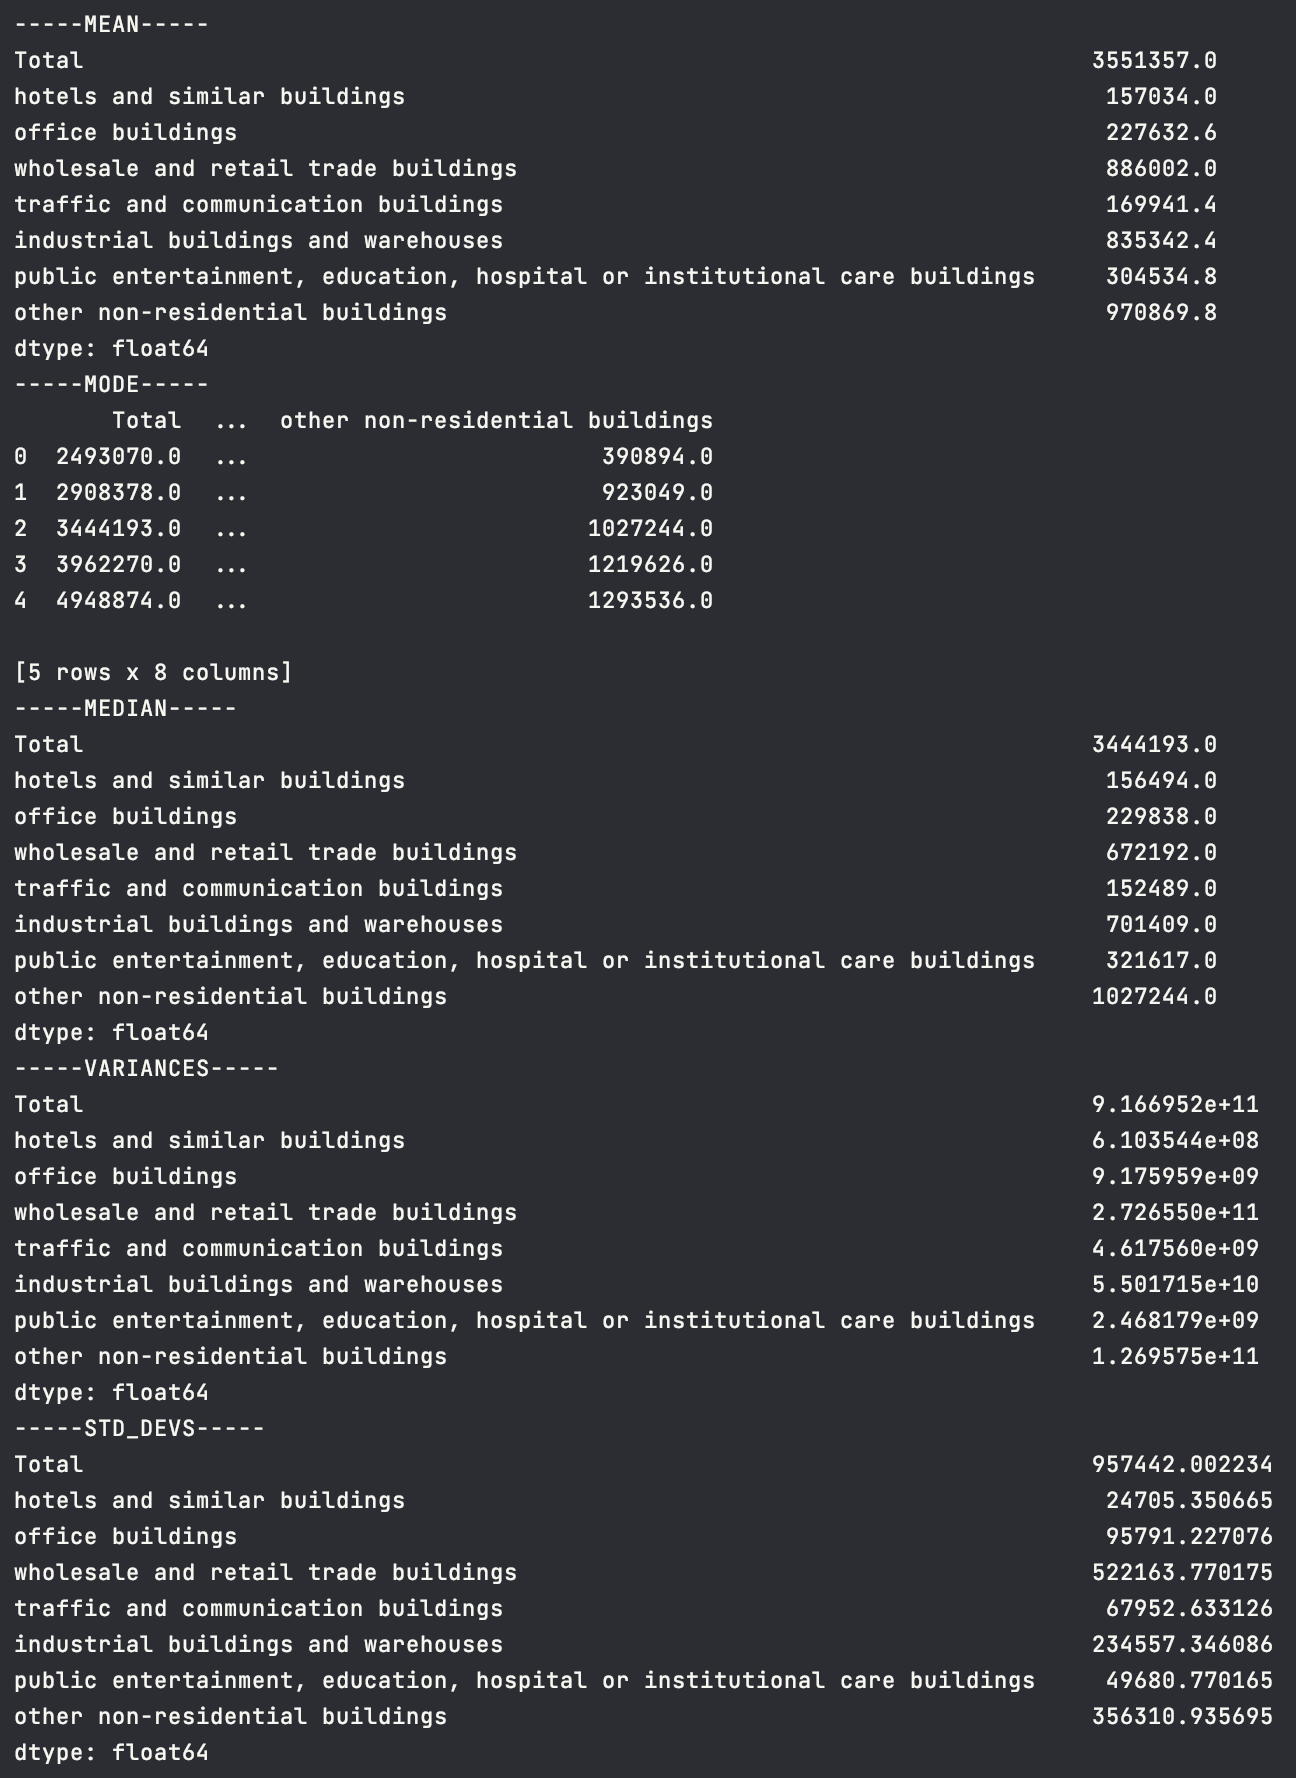 -----MEAN-----
Total 3551357.0
hotels and similar buildings 157034.0
office buildings 227632.6
wholesale and retail trade buildings 886002.0
traffic and communication buildings 169941.4
industrial buildings and warehouses 835342.4
public entertainment, education, hospital or institutional care buildings 304534.8
other non-residential buildings 970869.8
dtype: float64
-----MODE-----
Total ... other non-residential buildings
0 2493070.0 ... 390894.0
1 2908378.0 ... 923049.0
2 3444193.0 ... 1027244.0
3 3962270.0 ... 1219626.0
4 4948874.0 ... 1293536.0
[5 rows x 8 columns]
-----MEDIAN-----
Total 3444193.0
hotels and similar buildings 156494.0
office buildings 229838.0
wholesale and retail trade buildings 672192.0
traffic and communication buildings 152489.0
industrial buildings and warehouses 701409.0
public entertainment, education, hospital or institutional care buildings 321617.0
other non-residential buildings 1027244.0
dtype: float64
-----VARIANCES-----
Total 9.166952e+11
hotels and similar buildings 6.103544e+08
office buildings 9.175959e+09
wholesale and retail trade buildings 2.726550e+11
traffic and communication buildings 4.617560e+09
industrial buildings and warehouses 5.501715e+10
public entertainment, education, hospital or institutional care buildings 2.468179e+09
other non-residential buildings 1.269575e+11
dtype: float64
-----STD_DEVS-----
Total 957442.002234
hotels and similar buildings 24705.350665
office buildings 95791.227076
wholesale and retail trade buildings 522163.770175
traffic and communication buildings 67952.633126
industrial buildings and warehouses 234557.346086
public entertainment, education, hospital or institutional care buildings 49680.770165
other non-residential buildings 356310.935695
dtype: float64